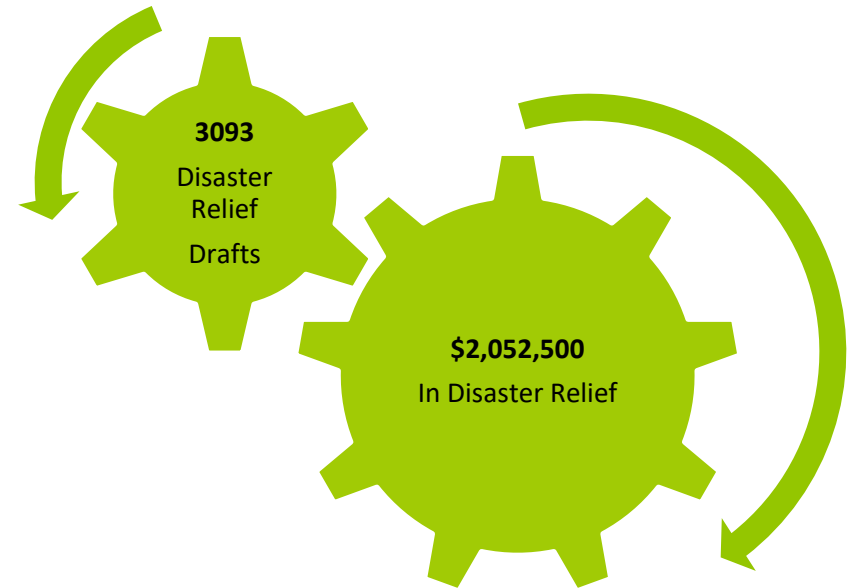 3093
Disaster
Relief
Drafts
$2,052,500
In Disaster Relief